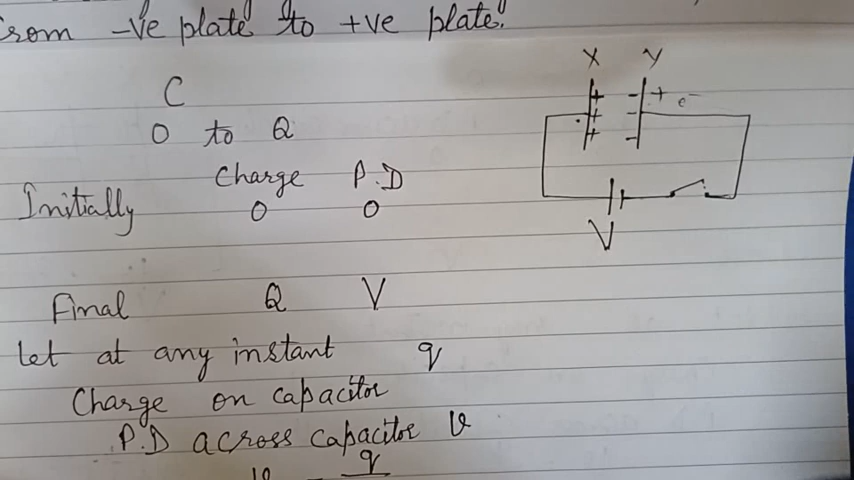 from -ve plate to +ve plate.
C
0 to Q
Charge P.D
Initially 0 0
Final Q V
let at any instant q
Charge on capacitor
P.D across capacitor v
v = q
X Y
+ - + e-
+ -
+ -
V